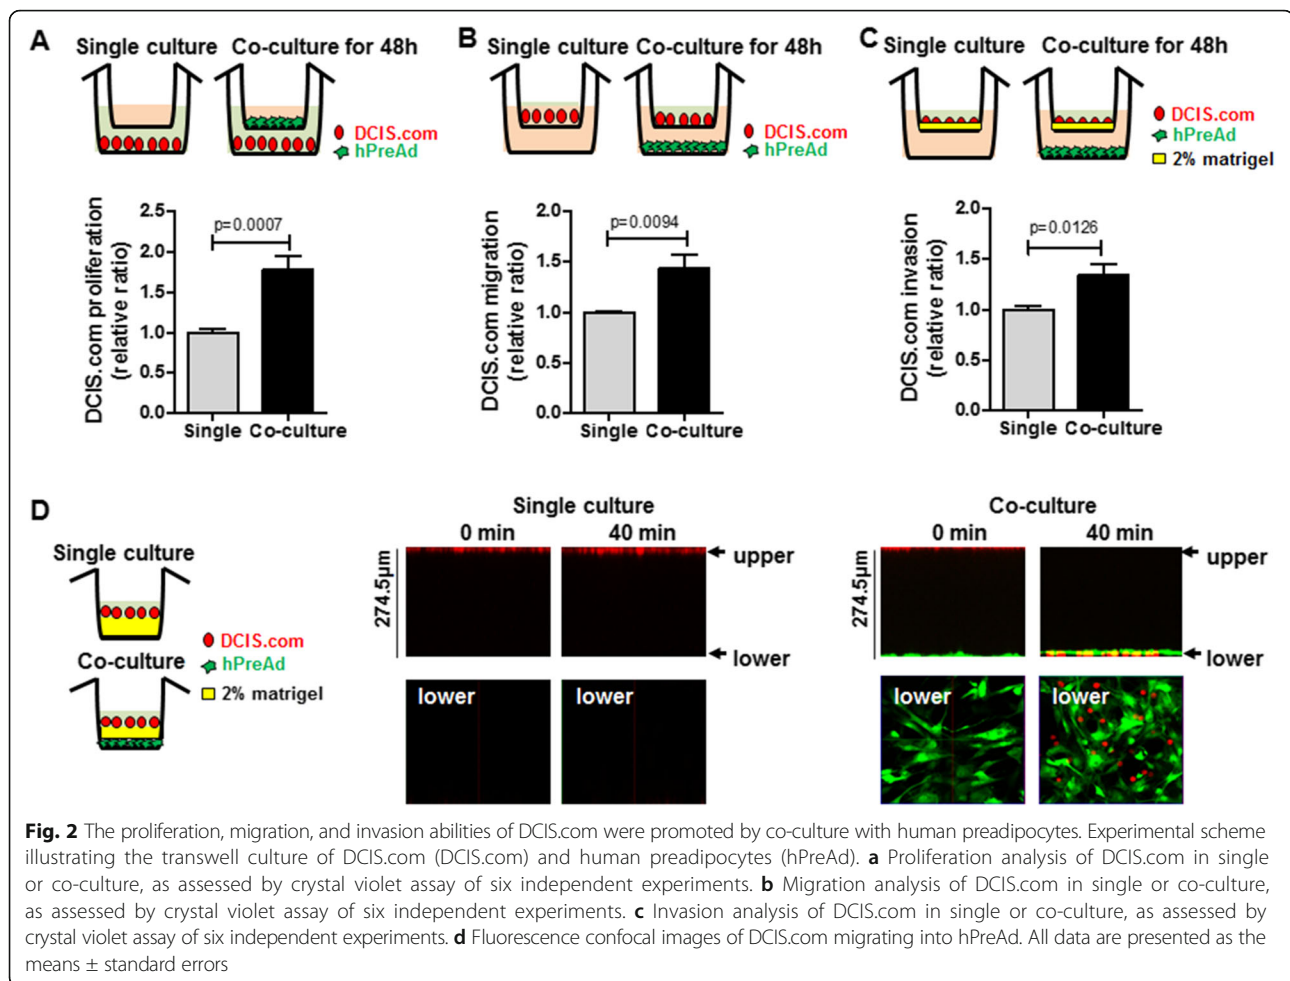 A
Single culture Co-culture for 48h
DCIS.com
hPreAd
DCIS.com proliferation
(relative ratio)
2.5
2.0
1.5
1.0
0.5
0.0
p=0.0007
Single Co-culture
B
Single culture Co-culture for 48h
DCIS.com
hPreAd
DCIS.com migration
(relative ratio)
2.0
1.5
1.0
0.5
0.0
p=0.0094
Single Co-culture
C
Single culture Co-culture for 48h
DCIS.com
hPreAd
2% matrigel
DCIS.com invasion
(relative ratio)
2.0
1.5
1.0
0.5
0.0
p=0.0126
Single Co-culture
D
Single culture
Co-culture
DCIS.com
hPreAd
2% matrigel
Single culture
0 min 40 min
274.5μm
upper
lower
lower lower
Co-culture
0 min 40 min
274.5μm
upper
lower
lower lower
Fig. 2 The proliferation, migration, and invasion abilities of DCIS.com were promoted by co-culture with human preadipocytes. Experimental scheme
illustrating the transwell culture of DCIS.com (DCIS.com) and human preadipocytes (hPreAd). a Proliferation analysis of DCIS.com in single
or co-culture, as assessed by crystal violet assay of six independent experiments. b Migration analysis of DCIS.com in single or co-culture,
as assessed by crystal violet assay of six independent experiments. c Invasion analysis of DCIS.com in single or co-culture, as assessed by
crystal violet assay of six independent experiments. d Fluorescence confocal images of DCIS.com migrating into hPreAd. All data are presented as the
means ± standard errors